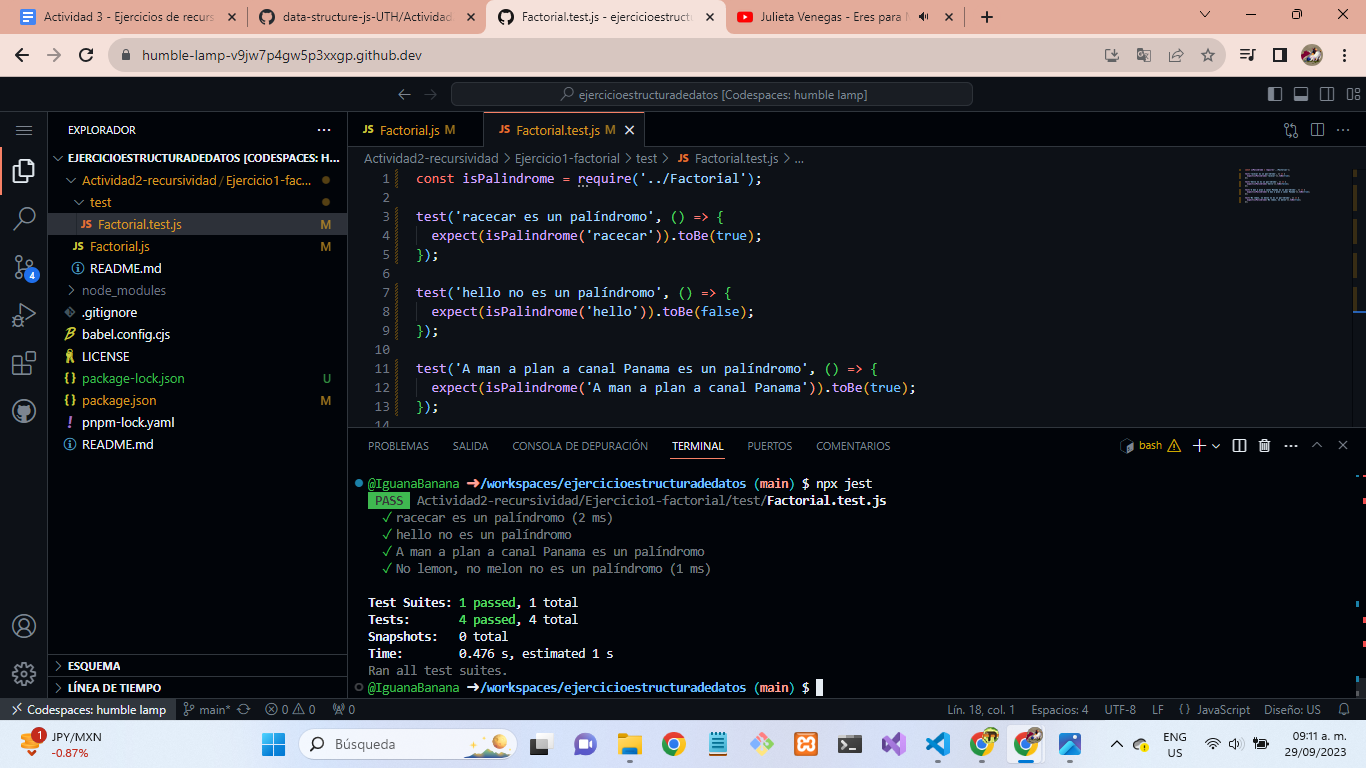 Actividad 3 - Ejercicios de recurs
data-structure-js-UTH/Actividad
Factorial.test.js - ejercicioestruct
Julieta Venegas - Eres para
humble-lamp-v9jw7p4gw5p3xxgp.github.dev
ejercicioestructuradedatos [Codespaces: humble lamp]
EXPLORADOR
EJERCICIOESTRUCTURADEDATOS [CODESPACES: H...
Actividad2-recursividad / Ejercicio1-fac...
test
JS Factorial.test.js M
JS Factorial.js M
README.md
node_modules
.gitignore
babel.config.cjs
LICENSE
{} package-lock.json U
{} package.json M
! pnpm-lock.yaml
README.md
4
ESQUEMA
LÍNEA DE TIEMPO
JS Factorial.js M
JS Factorial.test.js M
Actividad2-recursividad > Ejercicio1-factorial > test > JS Factorial.test.js > ...
1 const isPalindrome = require('../Factorial');
2
3 test('racecar es un palíndromo', () => {
4 expect(isPalindrome('racecar')).toBe(true);
5 });
6
7 test('hello no es un palíndromo', () => {
8 expect(isPalindrome('hello')).toBe(false);
9 });
10
11 test('A man a plan a canal Panama es un palíndromo', () => {
12 expect(isPalindrome('A man a plan a canal Panama')).toBe(true);
13 });
14
PROBLEMAS SALIDA CONSOLA DE DEPURACIÓN TERMINAL PUERTOS COMENTARIOS
bash
@IguanaBanana ➜/workspaces/ejercicioestructuradedatos (main) $ npx jest
PASS Actividad2-recursividad/Ejercicio1-factorial/test/Factorial.test.js
✓ racecar es un palíndromo (2 ms)
✓ hello no es un palíndromo
✓ A man a plan a canal Panama es un palíndromo
✓ No lemon, no melon no es un palíndromo (1 ms)
Test Suites: 1 passed, 1 total
Tests: 4 passed, 4 total
Snapshots: 0 total
Time: 0.476 s, estimated 1 s
Ran all test suites.
@IguanaBanana ➜/workspaces/ejercicioestructuradedatos (main) $
Codespaces: humble lamp main* 0 0 0 Lín. 18, col. 1 Espacios: 4 UTF-8 LF {} JavaScript Diseño: US
1
JPY/MXN
-0.87%
Búsqueda
ENG
US
09:11 a. m.
29/09/2023